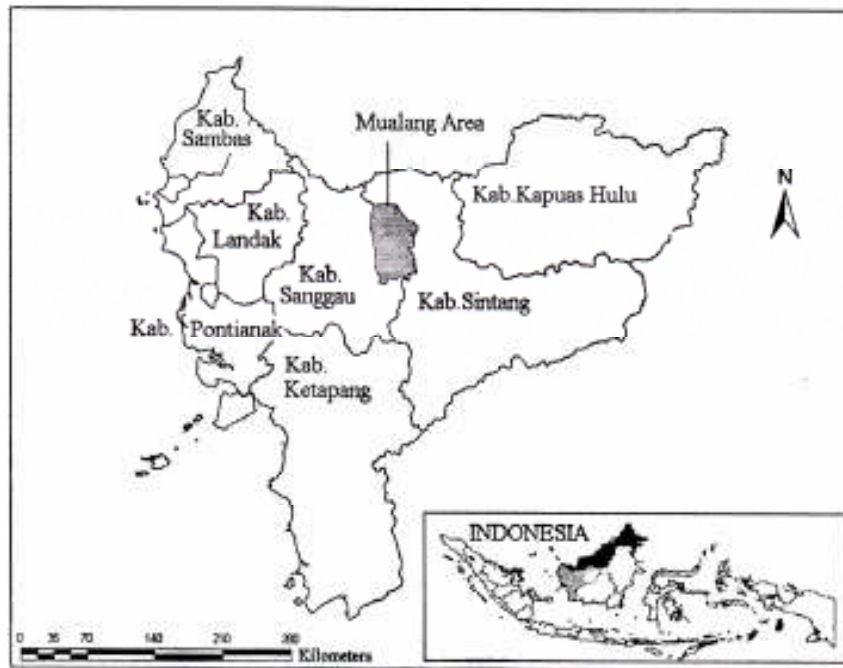 Kab.
Sambas
Mualang Area
N
Kab.Kapuas Hulu
Kab.
Landak
Kab.
Sanggau
Kab.Sintang
Kab. Pontianak
Kab.
Ketapang
INDONESIA
0 35 70 140 210
Kilometers